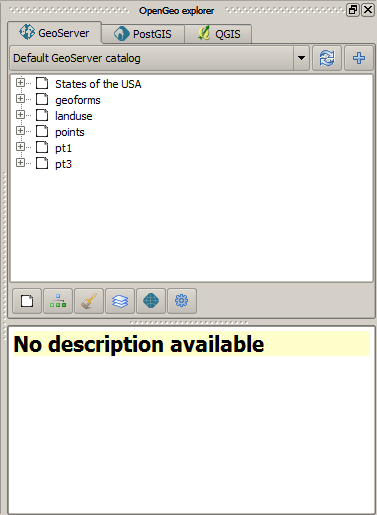 OpenGeo explorer
GeoServer PostGIS QGIS
Default GeoServer catalog
States of the USA
geoforms
landuse
points
pt1
pt3
No description available